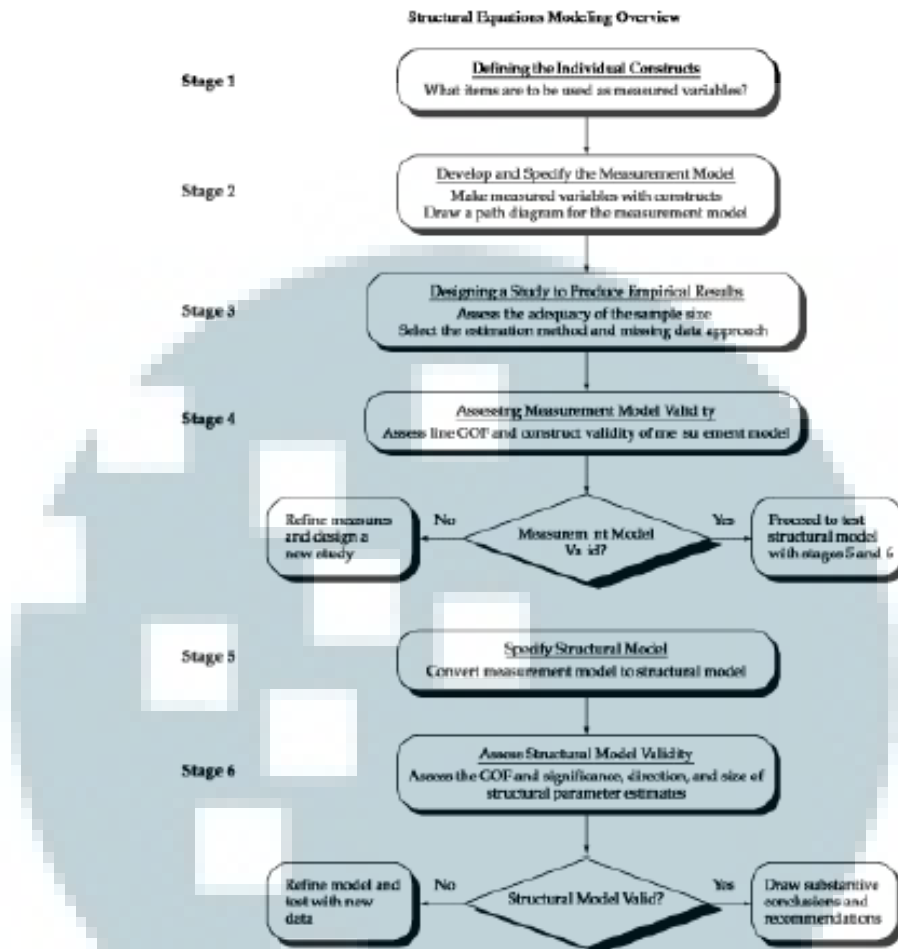 Structural Equations Modeling Overview
Stage 1
Defining the Individual Constructs
What items are to be used as measured variables?
Stage 2
Develop and Specify the Measurement Model
Make measured variables with constructs
Draw a path diagram for the measurement model
Stage 3
Designing a Study to Produce Empirical Results
Assess the adequacy of the sample size
Select the estimation method and missing data approach
Stage 4
Assessing Measurement Model Validity
Assess line GOF and construct validity of me su ement model
Refine measures
and design a
new study
No
Measurem nt Model
Va id?
Yes
Proceed to test
structural model
with stages 5 and 6
Stage 5
Specify Structural Model
Convert measurement model to structural model
Stage 6
Assess Structural Model Validity
Assess the GOF and significance, direction, and size of
structural parameter estimates
Refine model and
test with new
data
No
Structural Model Valid?
Yes
Draw substantive
conclusions and
recommendations